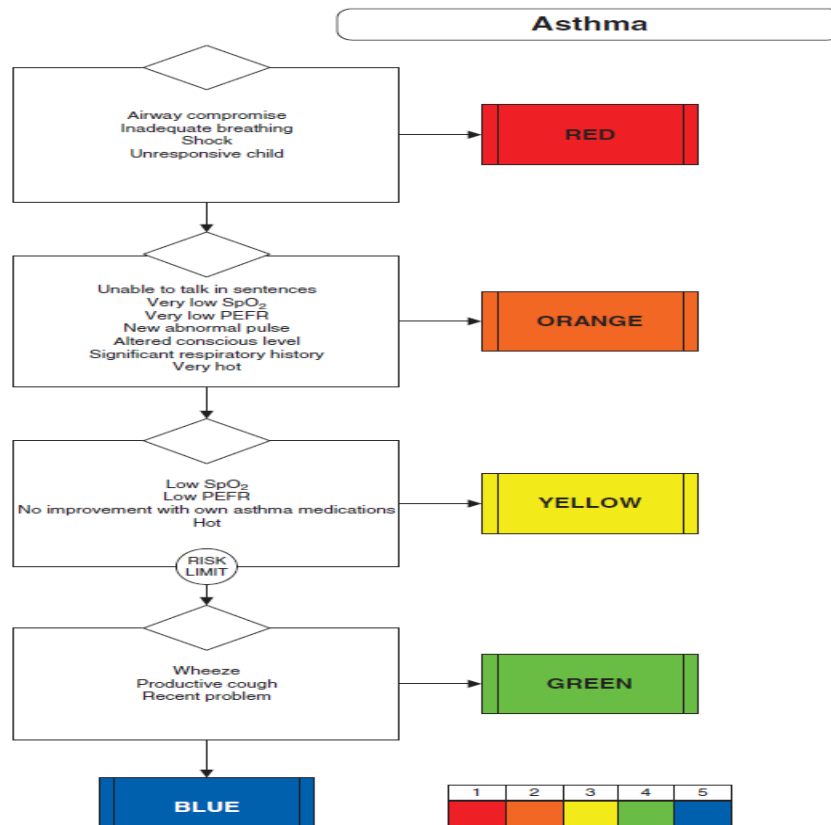 Asthma
Airway compromise
Inadequate breathing
Shock
Unresponsive child
RED
Unable to talk in sentences
Very low SpO₂
Very low PEFR
New abnormal pulse
Altered conscious level
Significant respiratory history
Very hot
ORANGE
Low SpO₂
Low PEFR
No improvement with own asthma medications
Hot
YELLOW
RISK
LIMIT
Wheeze
Productive cough
Recent problem
GREEN
BLUE
1 2 3 4 5